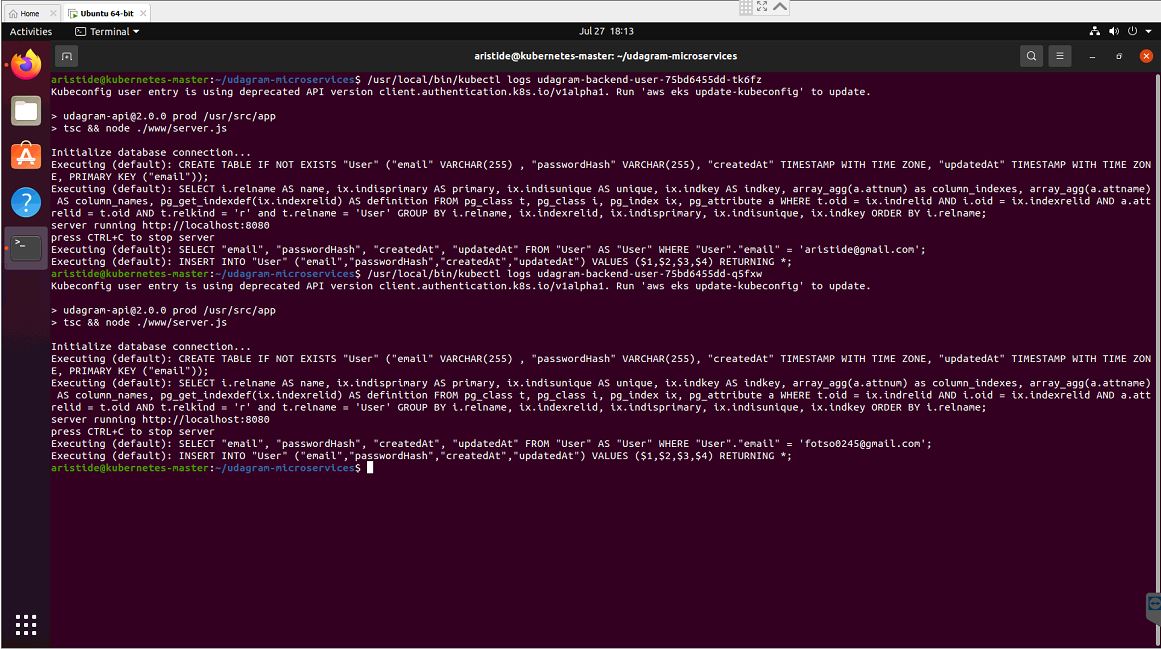 Home
Ubuntu 64-bit
Activities
Terminal
Jul 27 18:13
aristide@kubernetes-master: ~/udagram-microservices
aristide@kubernetes-master:~/udagram-microservices$ /usr/local/bin/kubectl logs udagram-backend-user-75bd6455dd-tk6fz
Kubeconfig user entry is using deprecated API version client.authentication.k8s.io/v1alpha1. Run 'aws eks update-kubeconfig' to update.
> udagram-api@2.0.0 prod /usr/src/app
> tsc && node ./www/server.js
Initialize database connection...
Executing (default): CREATE TABLE IF NOT EXISTS "User" ("email" VARCHAR(255) , "passwordHash" VARCHAR(255), "createdAt" TIMESTAMP WITH TIME ZONE, "updatedAt" TIMESTAMP WITH TIME ZON
E, PRIMARY KEY ("email"));
Executing (default): SELECT i.relname AS name, ix.indisprimary AS primary, ix.indisunique AS unique, ix.indkey AS indkey, array_agg(a.attnum) as column_indexes, array_agg(a.attname)
AS column_names, pg_get_indexdef(ix.indexrelid) AS definition FROM pg_class t, pg_class i, pg_index ix, pg_attribute a WHERE t.oid = ix.indrelid AND i.oid = ix.indexrelid AND a.att
relid = t.oid AND t.relkind = 'r' and t.relname = 'User' GROUP BY i.relname, ix.indexrelid, ix.indisprimary, ix.indisunique, ix.indkey ORDER BY i.relname;
server running http://localhost:8080
press CTRL+C to stop server
Executing (default): SELECT "email", "passwordHash", "createdAt", "updatedAt" FROM "User" AS "User" WHERE "User"."email" = 'aristide@gmail.com';
Executing (default): INSERT INTO "User" ("email","passwordHash","createdAt","updatedAt") VALUES ($1,$2,$3,$4) RETURNING *;
aristide@kubernetes-master:~/udagram-microservices$ /usr/local/bin/kubectl logs udagram-backend-user-75bd6455dd-q5fxw
Kubeconfig user entry is using deprecated API version client.authentication.k8s.io/v1alpha1. Run 'aws eks update-kubeconfig' to update.
> udagram-api@2.0.0 prod /usr/src/app
> tsc && node ./www/server.js
Initialize database connection...
Executing (default): CREATE TABLE IF NOT EXISTS "User" ("email" VARCHAR(255) , "passwordHash" VARCHAR(255), "createdAt" TIMESTAMP WITH TIME ZONE, "updatedAt" TIMESTAMP WITH TIME ZON
E, PRIMARY KEY ("email"));
Executing (default): SELECT i.relname AS name, ix.indisprimary AS primary, ix.indisunique AS unique, ix.indkey AS indkey, array_agg(a.attnum) as column_indexes, array_agg(a.attname)
AS column_names, pg_get_indexdef(ix.indexrelid) AS definition FROM pg_class t, pg_class i, pg_index ix, pg_attribute a WHERE t.oid = ix.indrelid AND i.oid = ix.indexrelid AND a.att
relid = t.oid AND t.relkind = 'r' and t.relname = 'User' GROUP BY i.relname, ix.indexrelid, ix.indisprimary, ix.indisunique, ix.indkey ORDER BY i.relname;
server running http://localhost:8080
press CTRL+C to stop server
Executing (default): SELECT "email", "passwordHash", "createdAt", "updatedAt" FROM "User" AS "User" WHERE "User"."email" = 'fotso0245@gmail.com';
Executing (default): INSERT INTO "User" ("email","passwordHash","createdAt","updatedAt") VALUES ($1,$2,$3,$4) RETURNING *;
aristide@kubernetes-master:~/udagram-microservices$